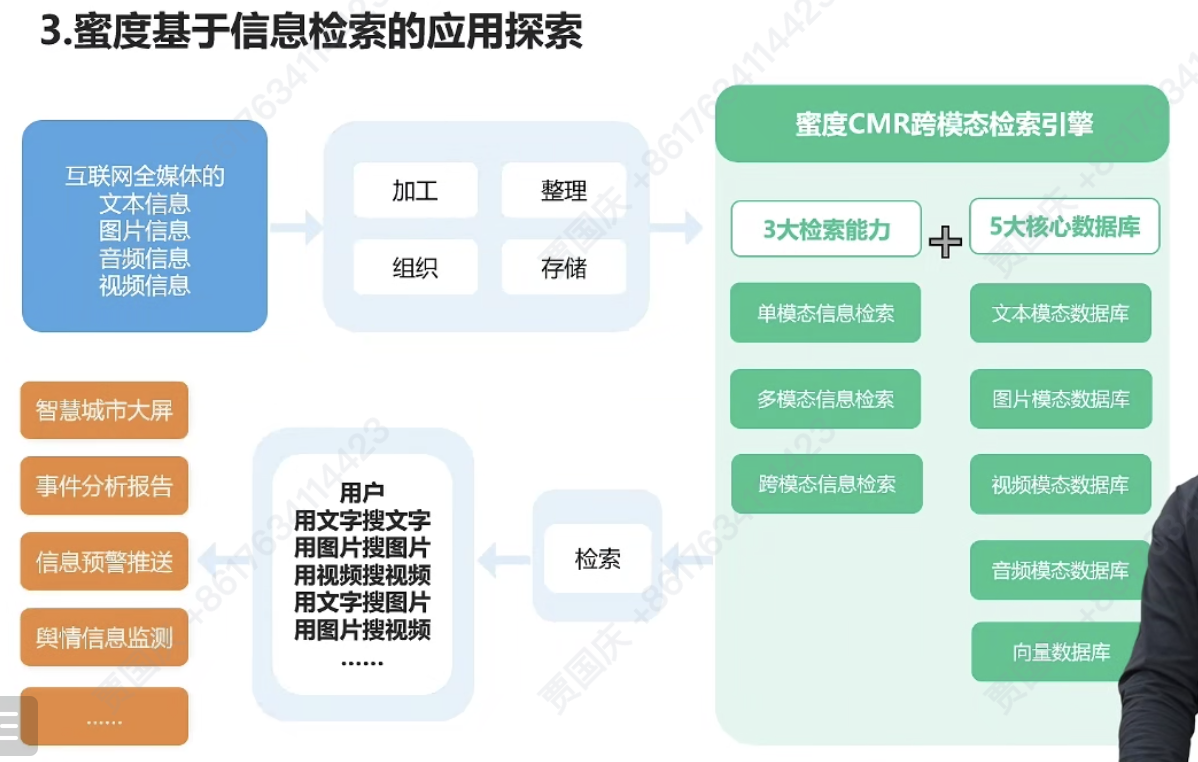 3.蜜度基于信息检索的应用探索
互联网全媒体的
文本信息
图片信息
音频信息
视频信息
加工
整理
组织
存储
蜜度CMR跨模态检索引擎
3大检索能力
5大核心数据库
单模态信息检索
文本模态数据库
多模态信息检索
图片模态数据库
跨模态信息检索
视频模态数据库
音频模态数据库
向量数据库
检索
用户
用文字搜文字
用图片搜图片
用视频搜视频
用文字搜图片
用图片搜视频
......
智慧城市大屏
事件分析报告
信息预警推送
舆情信息监测
......
贾国庆 +8617634114423